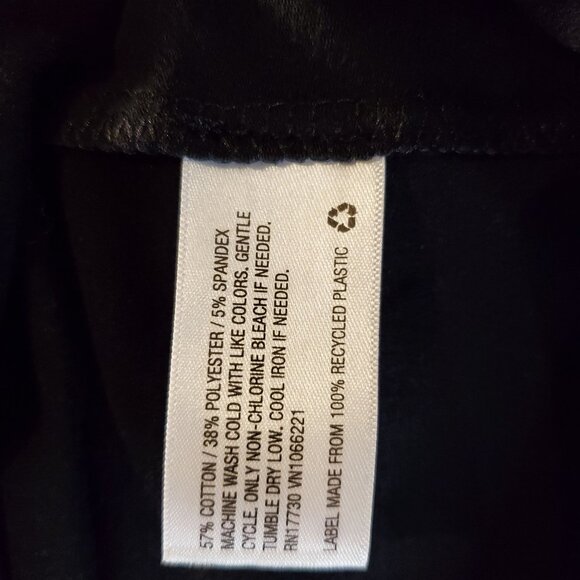 57% COTTON / 38% POLYESTER / 5% SPANDEX
MACHINE WASH COLD WITH LIKE COLORS. GENTLE
CYCLE. ONLY NON-CHLORINE BLEACH IF NEEDED.
TUMBLE DRY LOW. COOL IRON IF NEEDED.
RN17730 VN1066221
LABEL MADE FROM 100% RECYCLED PLASTIC